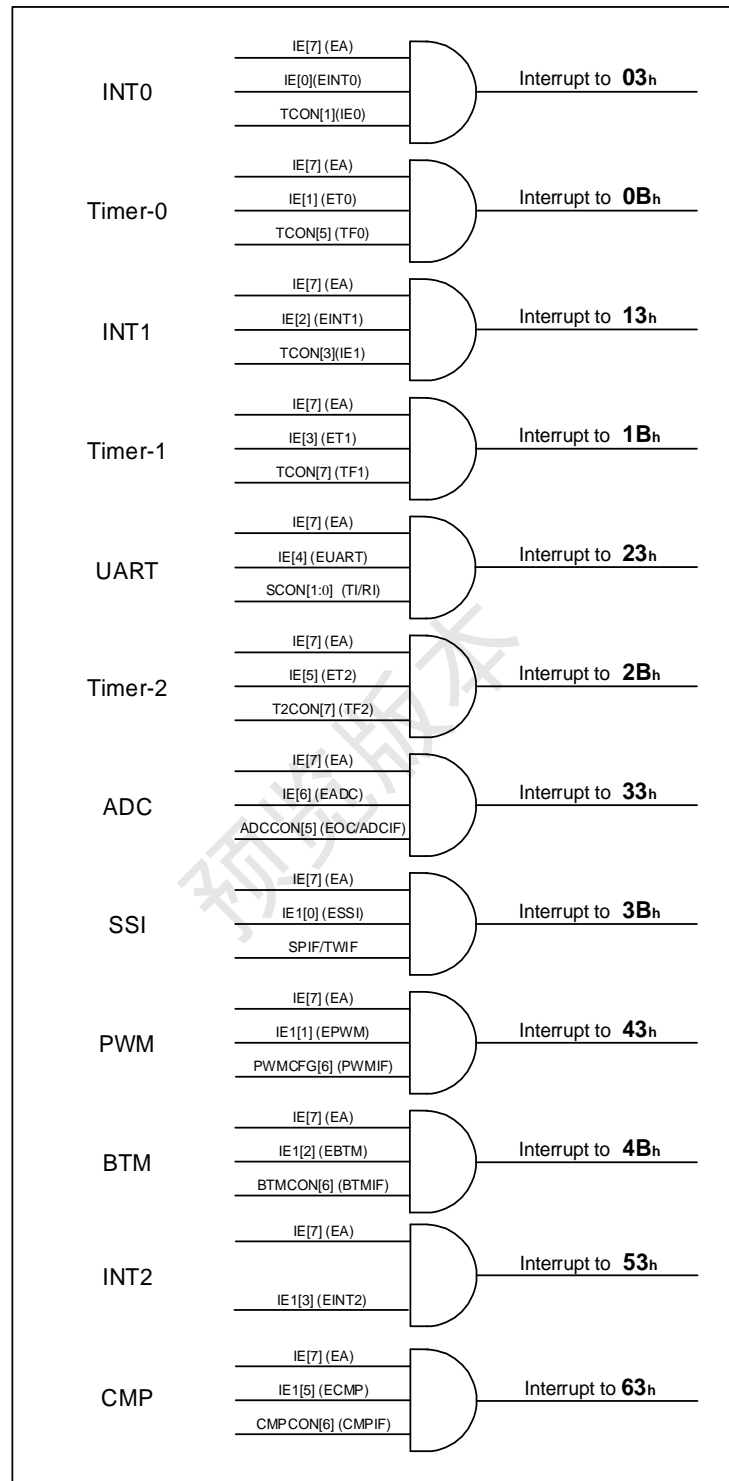 IE[7] (EA)
INT0
IE[0](EINT0)
Interrupt to 03h
TCON[1](IE0)
IE[7] (EA)
Timer-0
IE[1] (ET0)
Interrupt to 0Bh
TCON[5] (TF0)
IE[7] (EA)
INT1
IE[2] (EINT1)
Interrupt to 13h
TCON[3](IE1)
IE[7] (EA)
Timer-1
IE[3] (ET1)
Interrupt to 1Bh
TCON[7] (TF1)
IE[7] (EA)
UART
IE[4] (EUART)
Interrupt to 23h
SCON[1:0] (TI/RI)
IE[7] (EA)
Timer-2
IE[5] (ET2)
Interrupt to 2Bh
T2CON[7] (TF2)
IE[7] (EA)
ADC
IE[6] (EADC)
Interrupt to 33h
ADCCON[5] (EOC/ADCIF)
IE[7] (EA)
SSI
IE1[0] (ESSI)
Interrupt to 3Bh
SPIF/TWIF
IE[7] (EA)
PWM
IE1[1] (EPWM)
Interrupt to 43h
PWMCFG[6] (PWMIF)
IE[7] (EA)
BTM
IE1[2] (EBTM)
Interrupt to 4Bh
BTMCON[6] (BTMIF)
IE[7] (EA)
INT2
Interrupt to 53h
IE1[3] (EINT2)
IE[7] (EA)
CMP
IE1[5] (ECMP)
Interrupt to 63h
CMPCON[6] (CMPIF)
预览版本